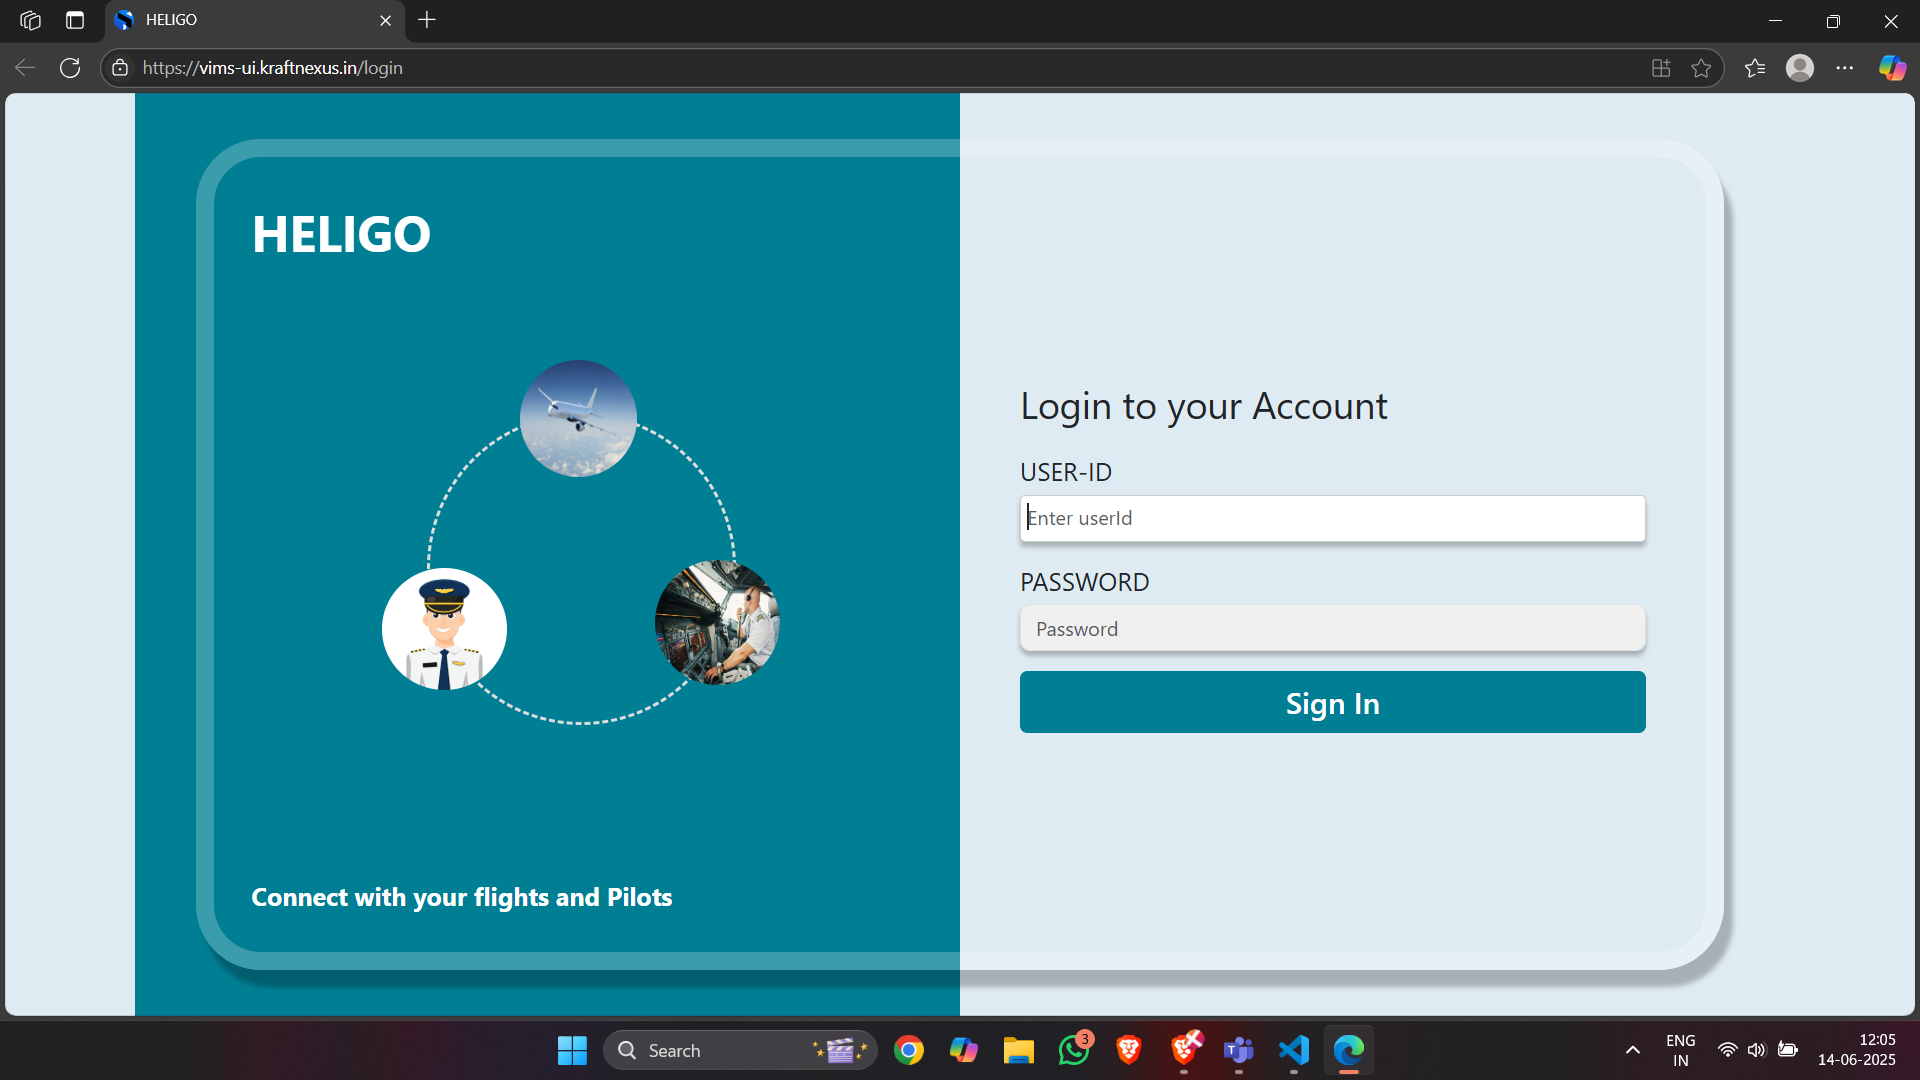 HELIGO
https://vims-ui.kraftnexus.in/login
HELIGO
Connect with your flights and Pilots
Login to your Account
USER-ID
Enter userId
PASSWORD
Password
Sign In
Search
3
ENG
IN
12:05
14-06-2025